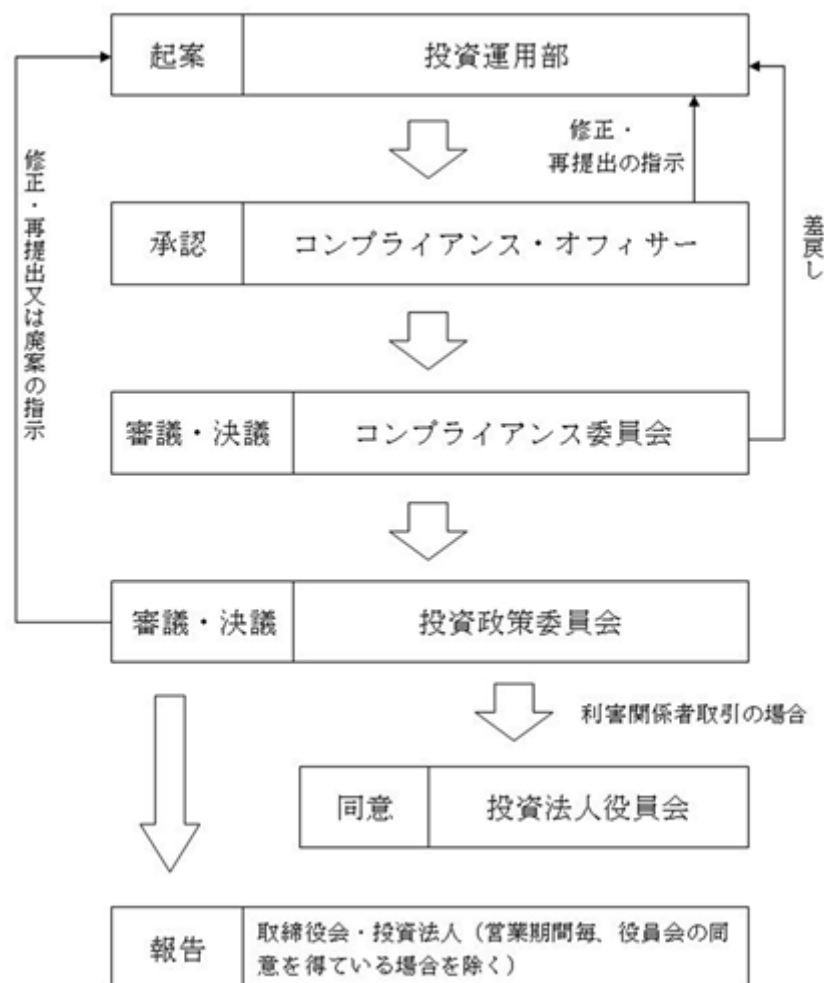 起案
投資運用部
修正・
再提出の指示
承認
コンプライアンス・オフィサー
差戻し
修正・再提出又は廃案の指示
審議・決議
コンプライアンス委員会
審議・決議
投資政策委員会
利害関係者取引の場合
同意
投資法人役員会
報告
取締役会・投資法人（営業期間毎、役員会の同
意を得ている場合を除く）